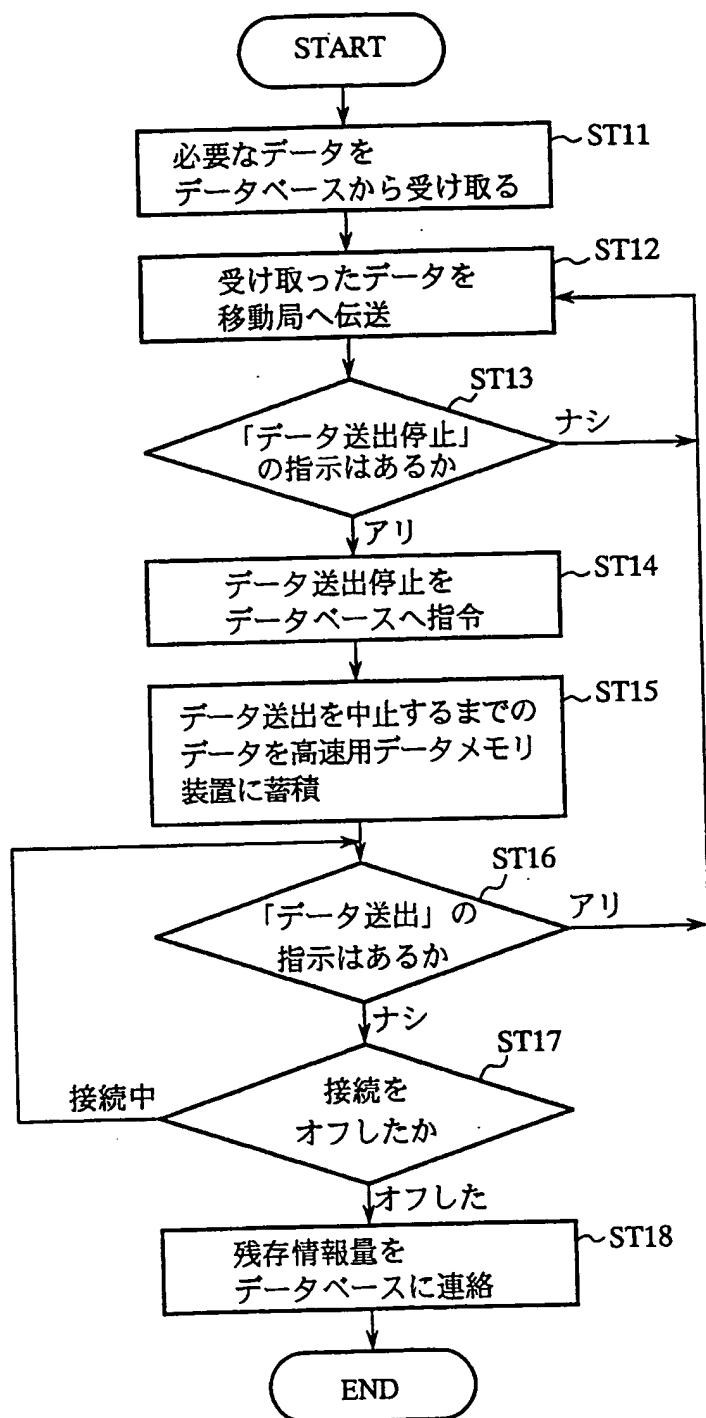 START
ST11
必要なデータを
データベースから受け取る
ST12
受け取ったデータを
移動局へ伝送
ST13
「データ送出停止」
の指示はあるか
ナシ
アリ
ST14
データ送出停止を
データベースへ指令
ST15
データ送出を中止するまでの
データを高速用データメモリ
装置に蓄積
ST16
「データ送出」の
指示はあるか
アリ
ナシ
ST17
接続を
オフしたか
接続中
オフした
ST18
残存情報量を
データベースに連絡
END